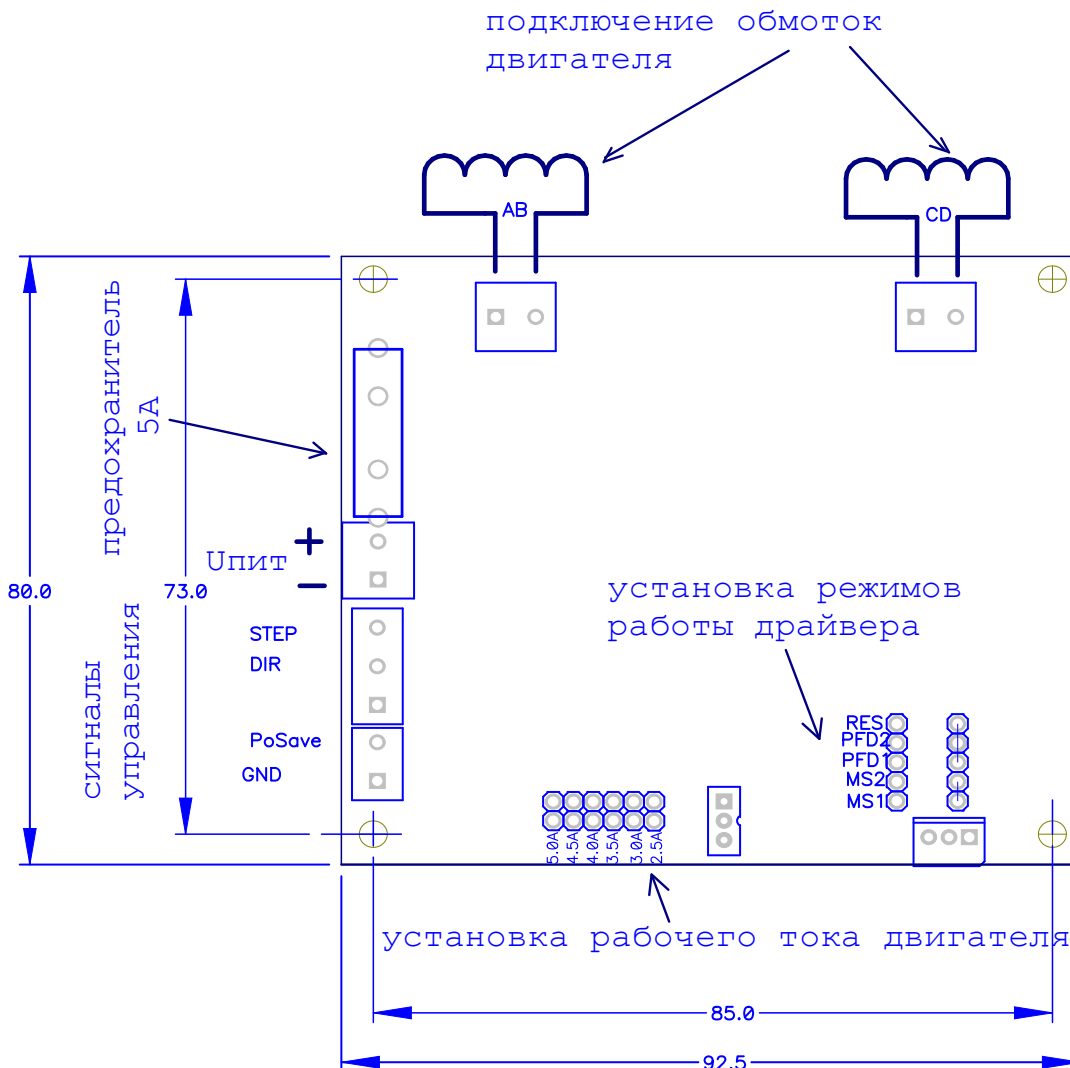 подключение обмоток
двигателя
AB
CD
предохранитель
5А
80.0
73.0
Uпит
+
−
сигналы
управления
STEP
DIR
PoSave
GND
установка режимов
работы драйвера
RES
PFD2
PFD1
MS2
MS1
5.0A
4.5A
4.0A
3.5A
3.0A
2.5A
установка рабочего тока двигателя
85.0
92.5